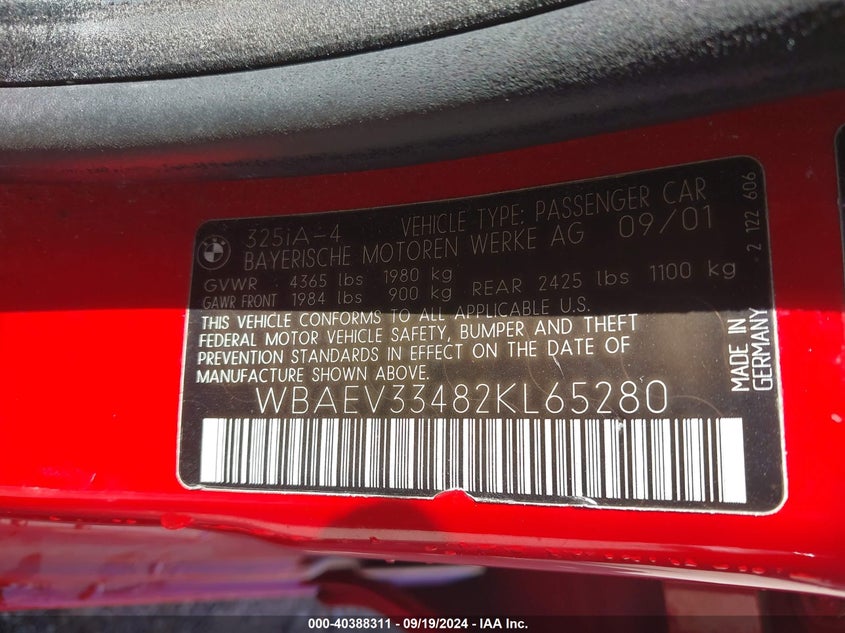 325iA-4 VEHICLE TYPE: PASSENGER CAR
BAYERISCHE MOTOREN WERKE AG 09/01
GVWR 4365 lbs 1980 kg
GAWR FRONT 1984 lbs 900 kg REAR 2425 lbs 1100 kg
THIS VEHICLE CONFORMS TO ALL APPLICABLE U.S.
FEDERAL MOTOR VEHICLE SAFETY, BUMPER AND THEFT
PREVENTION STANDARDS IN EFFECT ON THE DATE OF
MANUFACTURE SHOWN ABOVE.
WBAEV33482KL65280
MADE IN
GERMANY
2 122 606
000-40388311 - 09/19/2024 - IAA Inc.